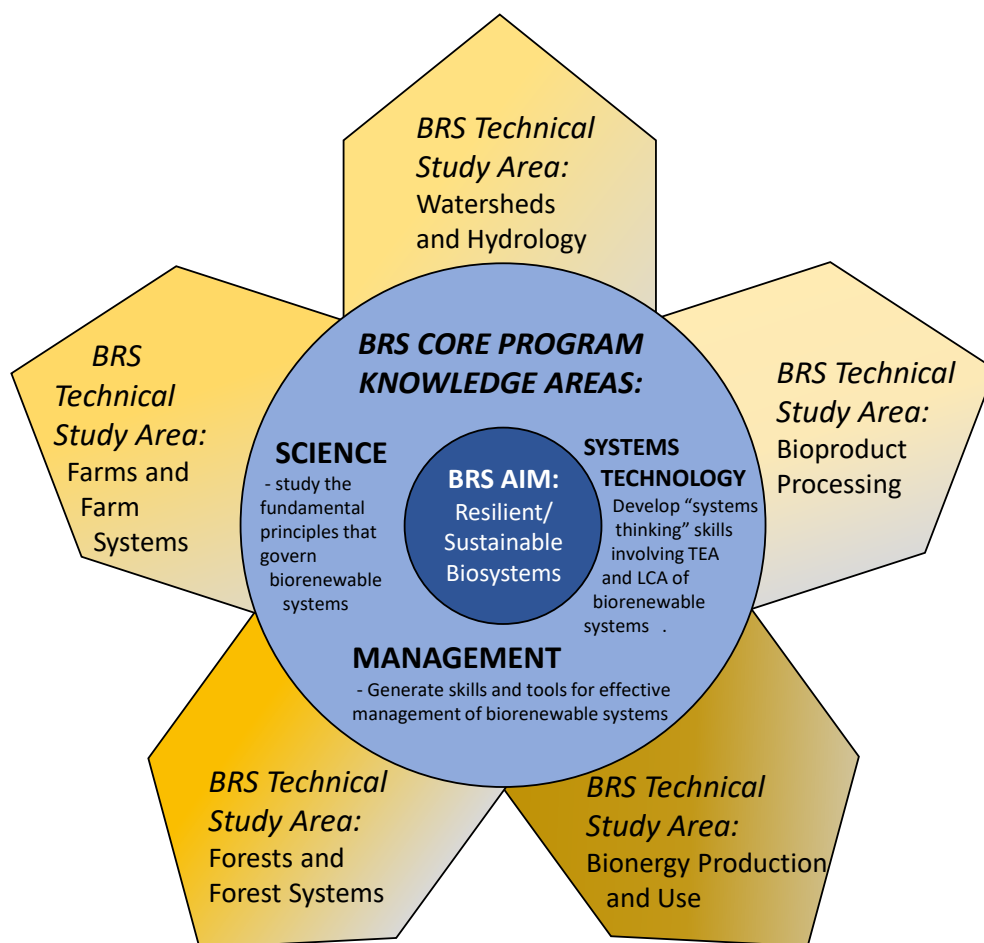 BRS Technical
Study Area:
Watersheds
and Hydrology
BRS
Technical
Study Area:
Farms and
Farm
Systems
BRS Technical
Study Area:
Bioproduct
Processing
BRS CORE PROGRAM
KNOWLEDGE AREAS:
SCIENCE
- study the
fundamental
principles that
govern
biorenewable
systems
BRS AIM:
Resilient/
Sustainable
Biosystems
SYSTEMS
TECHNOLOGY
Develop “systems
thinking” skills
involving TEA
and LCA of
biorenewable
systems .
MANAGEMENT
- Generate skills and tools for effective
management of biorenewable systems
BRS Technical
Study Area:
Forests and
Forest Systems
BRS Technical
Study Area:
Bionergy Production
and Use